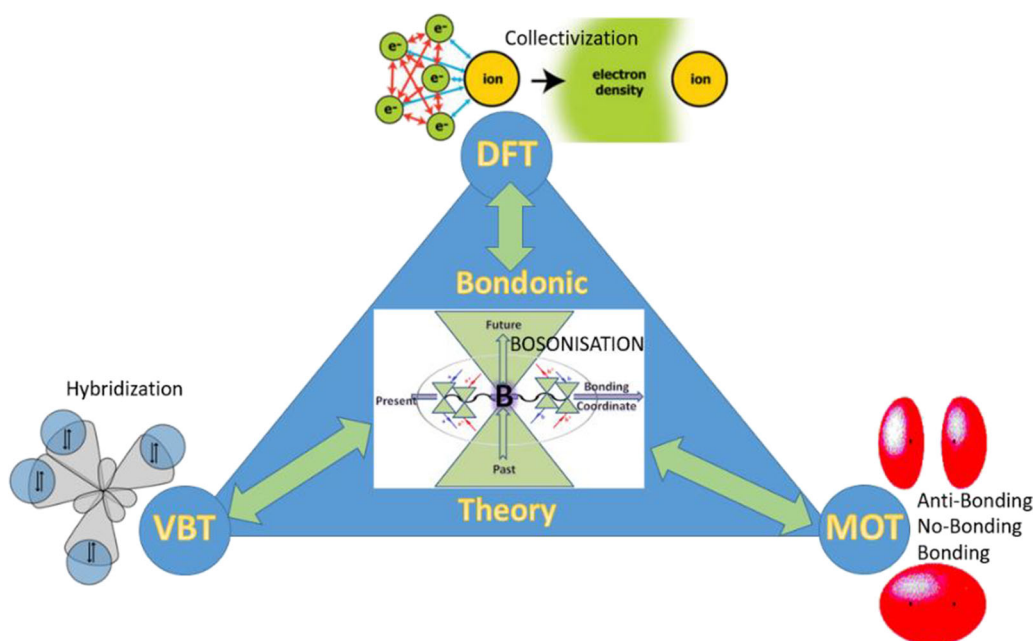 Collectivization
e-
e-
e-
e-
e-
ion
electron
density
ion
DFT
Bondonic
Future
BOSONISATION
Hybridization
Present
B
Bonding
Coordinate
Past
VBT
Theory
MOT
Anti-Bonding
No-Bonding
Bonding